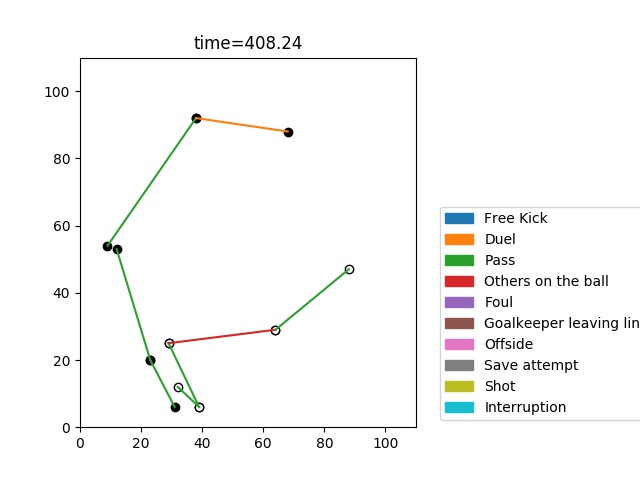 time=408.24
100
80
60
40
20
0
0 20 40 60 80 100
Free Kick
Duel
Pass
Others on the ball
Foul
Goalkeeper leaving lin
Offside
Save attempt
Shot
Interruption